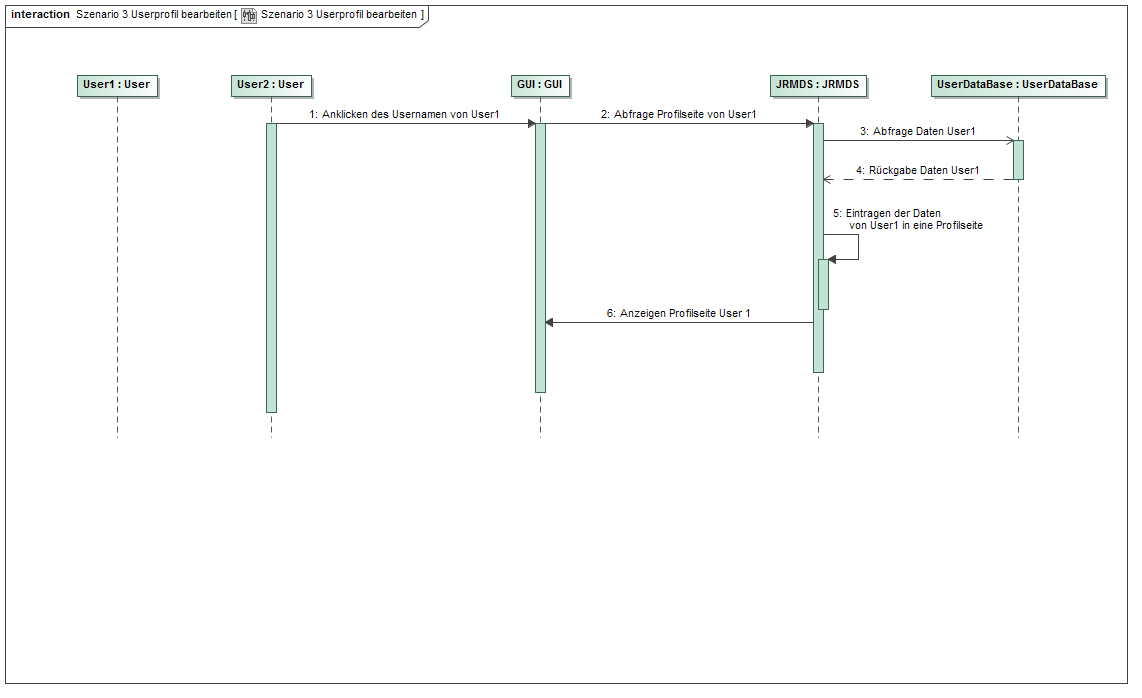 interaction Szenario 3 Userprofil bearbeiten [ Szenario 3 Userprofil bearbeiten ]
User1 : User
User2 : User
GUI : GUI
JRMDS : JRMDS
UserDataBase : UserDataBase
1: Anklicken des Usernamen von User1
2: Abfrage Profilseite von User1
3: Abfrage Daten User1
4: Rückgabe Daten User1
5: Eintragen der Daten
von User1 in eine Profilseite
6: Anzeigen Profilseite User 1